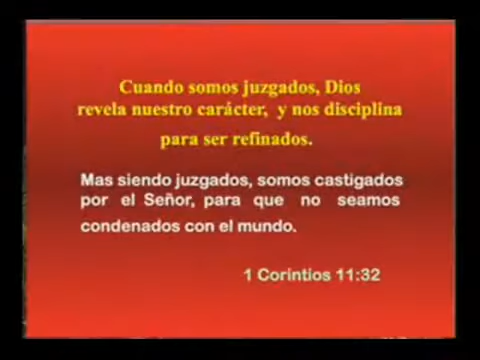 Cuando somos juzgados, Dios
revela nuestro carácter, y nos disciplina
para ser refinados.
Mas siendo juzgados, somos castigados
por el Señor, para que no seamos
condenados con el mundo.
1 Corintios 11:32